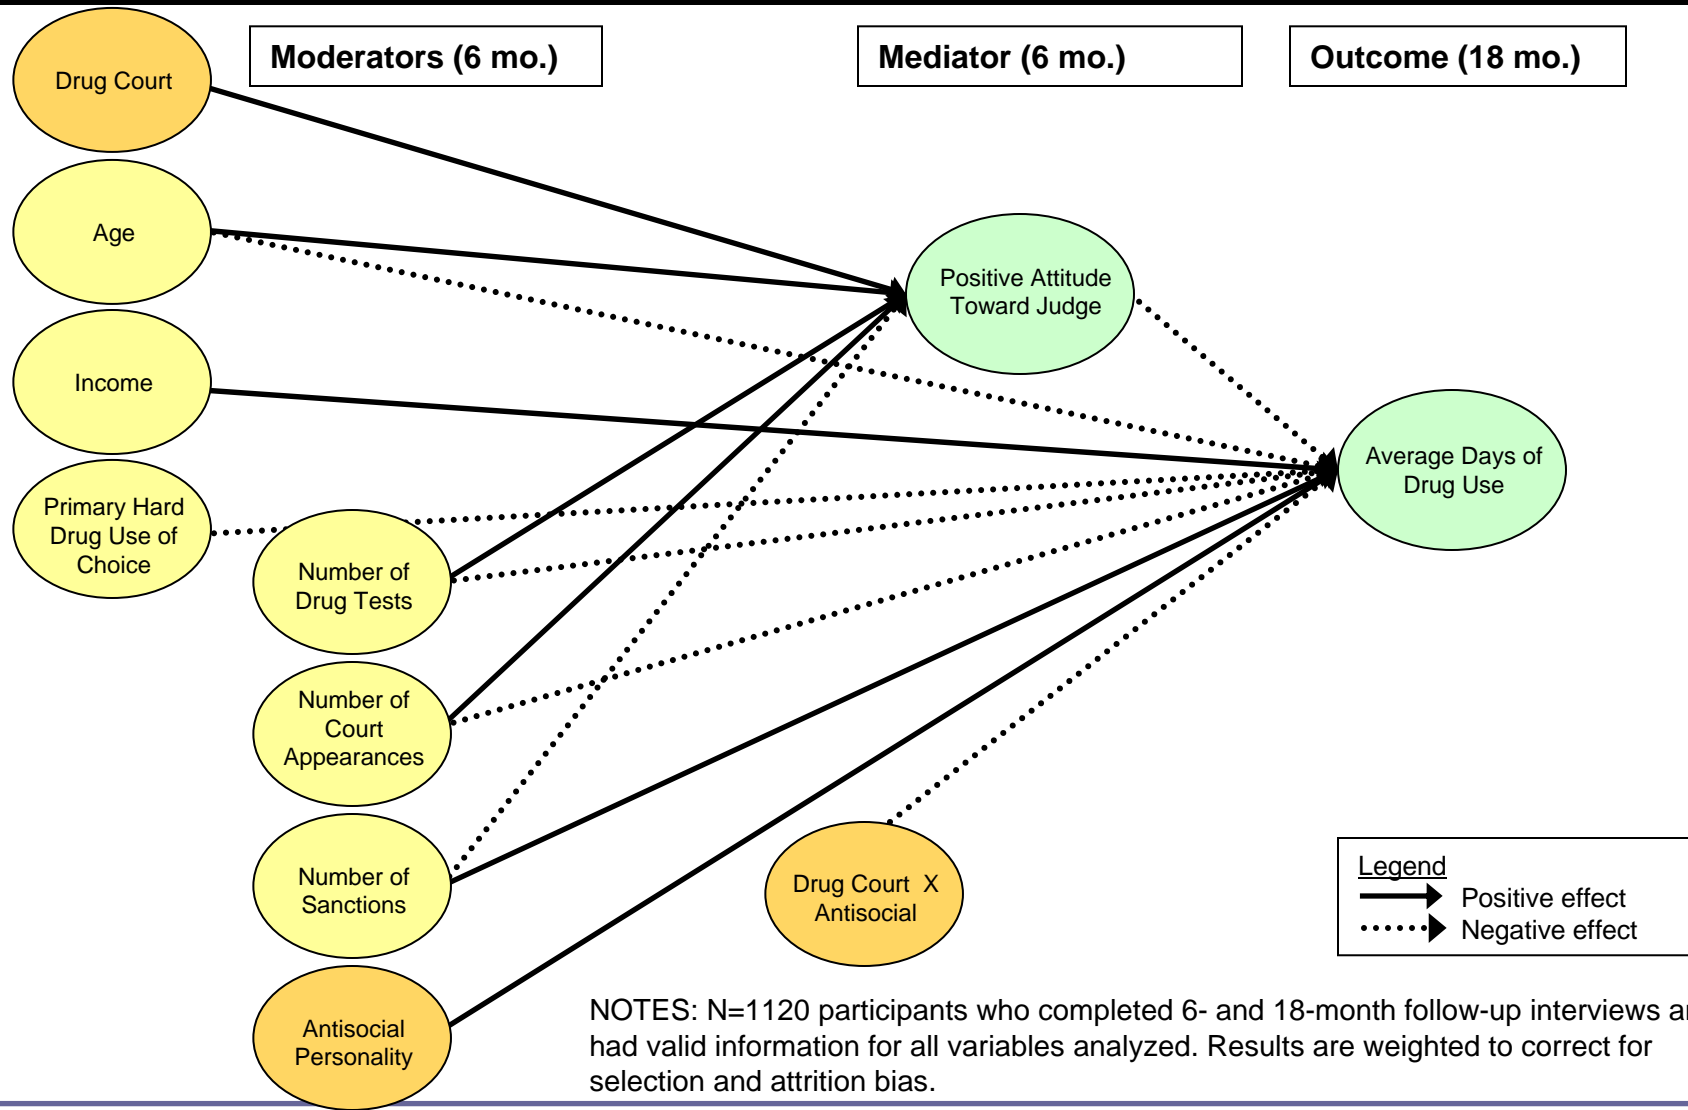 Drug Court
Moderators (6 mo.)
Mediator (6 mo.)
Outcome (18 mo.)
Age
Positive Attitude
Toward Judge
Income
Average Days of
Drug Use
Primary Hard
Drug Use of
Choice
Number of
Drug Tests
Number of
Court
Appearances
Number of
Sanctions
Drug Court X
Antisocial
Legend
Positive effect
Negative effect
Antisocial
Personality
NOTES: N=1120 participants who completed 6- and 18-month follow-up interviews
had valid information for all variables analyzed. Results are weighted to correct for
selection and attrition bias.